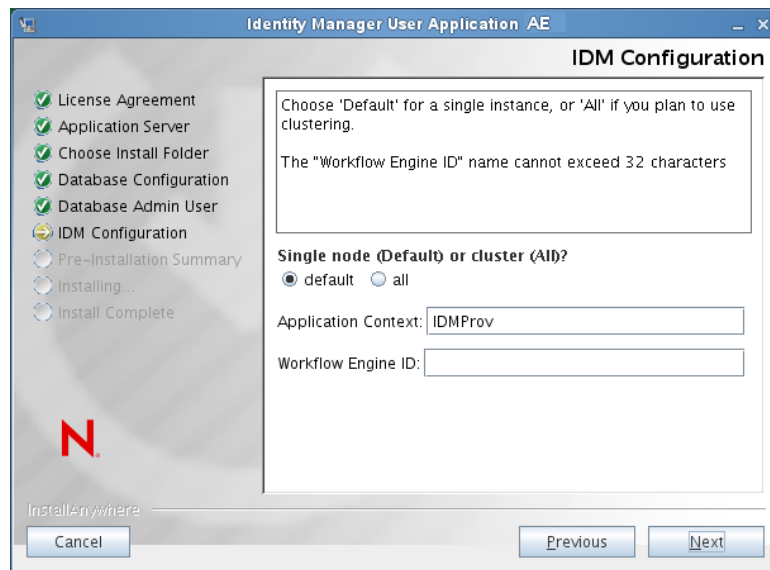 Identity Manager User Application AE
IDM Configuration
License Agreement
Application Server
Choose Install Folder
Database Configuration
Database Admin User
IDM Configuration
Pre-Installation Summary
Installing...
Install Complete
Choose 'Default' for a single instance, or 'All' if you plan to use
clustering.
The "Workflow Engine ID" name cannot exceed 32 characters
Single node (Default) or cluster (All)?
default all
Application Context: IDMProv
Workflow Engine ID:
N
InstallAnywhere
Cancel Previous Next